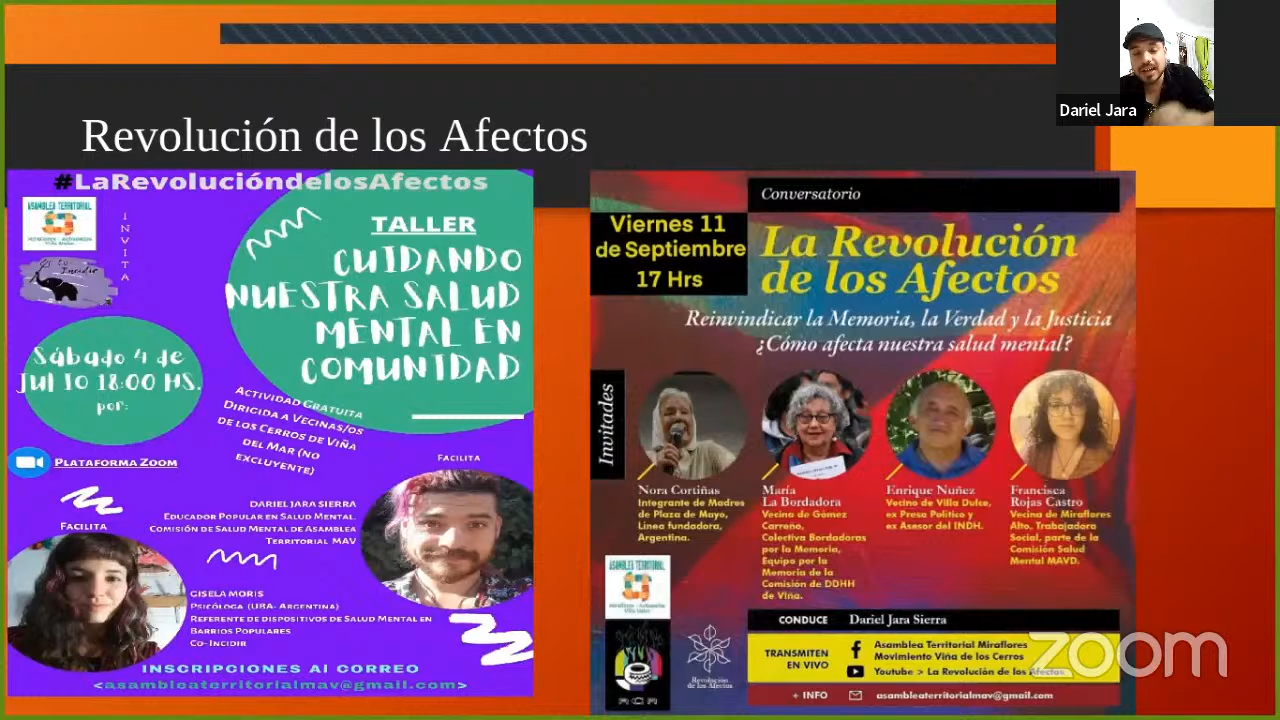 Dariel Jara
Revolución de los Afectos
#LaRevolucióndelosAfectos
ASAMBLEA TERRITORIAL
INVITA
TALLER
CUIDANDO
NUESTRA SALUD
MENTAL EN
COMUNIDAD
Sábado 4 de
JULIO 18:00 HS.
por:
ACTIVIDAD GRATUITA
DIRIGIDA A VECINAS/OS
DE LOS CERROS DE VIÑA
DEL MAR (NO
EXCLUYENTE)
PLATAFORMA ZOOM
FACILITA
DARIEL JARA SIERRA
EDUCADOR POPULAR EN SALUD MENTAL.
COMISIÓN DE SALUD MENTAL DE ASAMBLEA
TERRITORIAL MAV
FACILITA
GISELA MORIS
PSICÓLOGA (UBA- ARGENTINA)
REFERENTE DE DISPOSITIVOS DE SALUD MENTAL EN
BARRIOS POPULARES
CO-INCIDIR
INSCRIPCIONES Al CORREO
<asambleaterritorialmav@gmail.com>
Conversatorio
Viernes 11
de Septiembre
17 Hrs
La Revolución
de los Afectos
Reinvindicar la Memoria, la Verdad y la Justicia
¿Cómo afecta nuestra salud mental?
Invitades
Nora Cortiñas
Integrante de Madres
de Plaza de Mayo,
Linea fundadora,
Argentina.
María
La Bordadora
Vecina de Gómez
Carreño,
Colectiva Bordadoras
por la Memoria,
Equipo por la
Memoria de la
Comisión de DDHH
de Viña.
Enrique Nuñez
Vecino de Villa Dulce,
ex Preso Político y
ex Asesor del INDH.
Francisca
Rojas Castro
Vecina de Miraflores
Alto, Trabajadora
Social, parte de la
Comisión Salud
Mental MAVD.
ASAMBLEA TERRITORIAL
Revolución
de los Afectos
CONDUCE Dariel Jara Sierra
TRANSMITEN
EN VIVO
Asamblea Territorial Miraflores
Movimiento Viña de los Cerros
Youtube > La Revolución de los Afectos
+ INFO asambleaterritorialmav@gmail.com
zoom